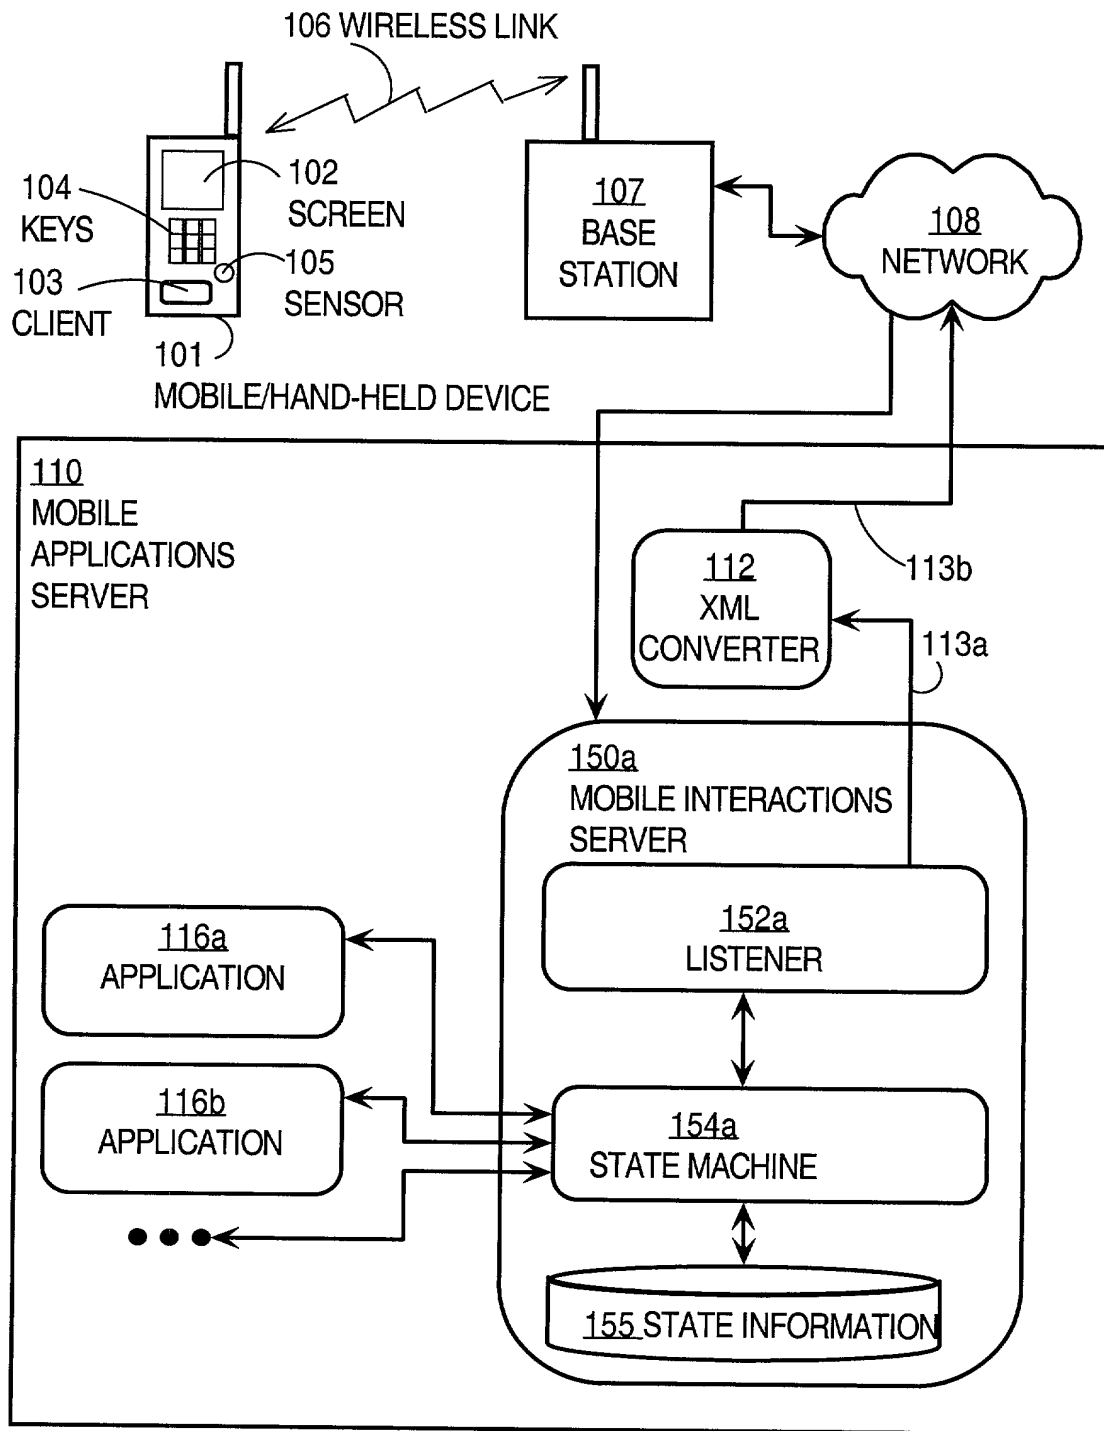 106 WIRELESS LINK
102
SCREEN
104
KEYS
105
SENSOR
103
CLIENT
101
MOBILE/HAND-HELD DEVICE
107
BASE
STATION
108
NETWORK
110
MOBILE
APPLICATIONS
SERVER
112
XML
CONVERTER
113b
113a
150a
MOBILE INTERACTIONS
SERVER
152a
LISTENER
116a
APPLICATION
116b
APPLICATION
154a
STATE MACHINE
155 STATE INFORMATION